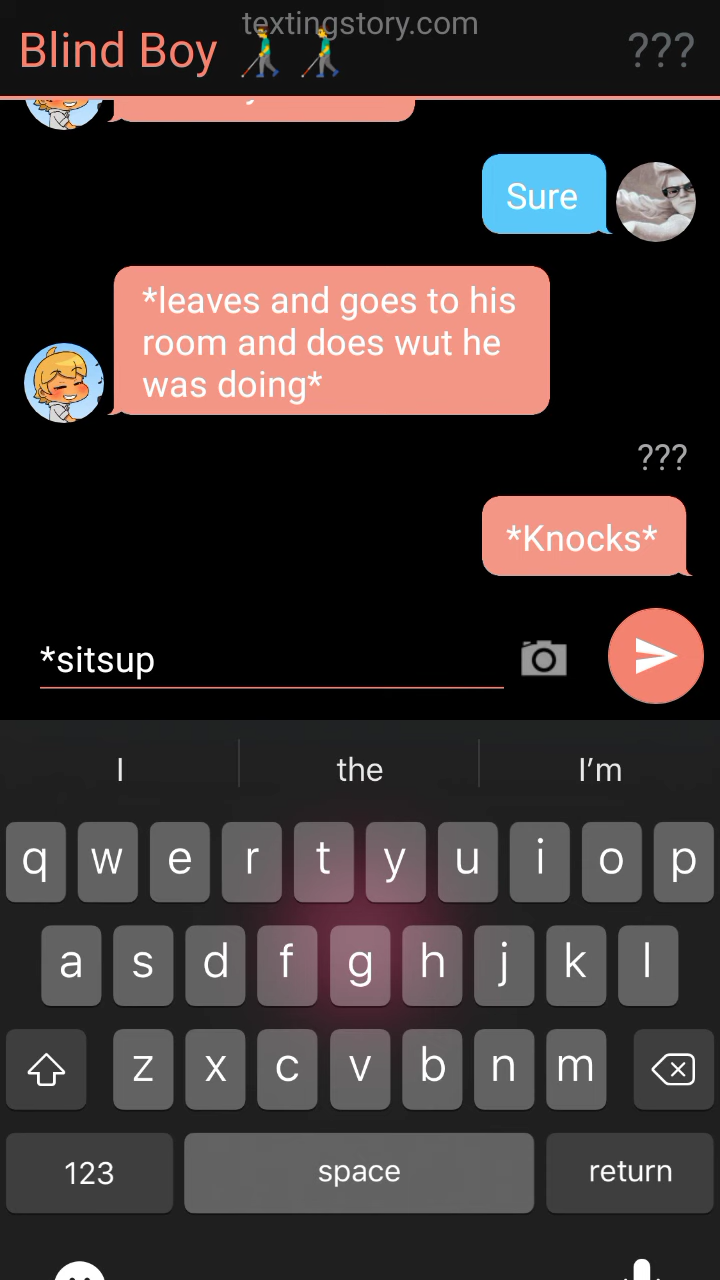 textingstory.com
Blind Boy 👨‍🦯👨‍🦯
???
Sure
*leaves and goes to his
room and does wut he
was doing*
???
*Knocks*
*sitsup
I the I'm
q w e r t y u i o p
a s d f g h j k l
z x c v b n m
123 space return